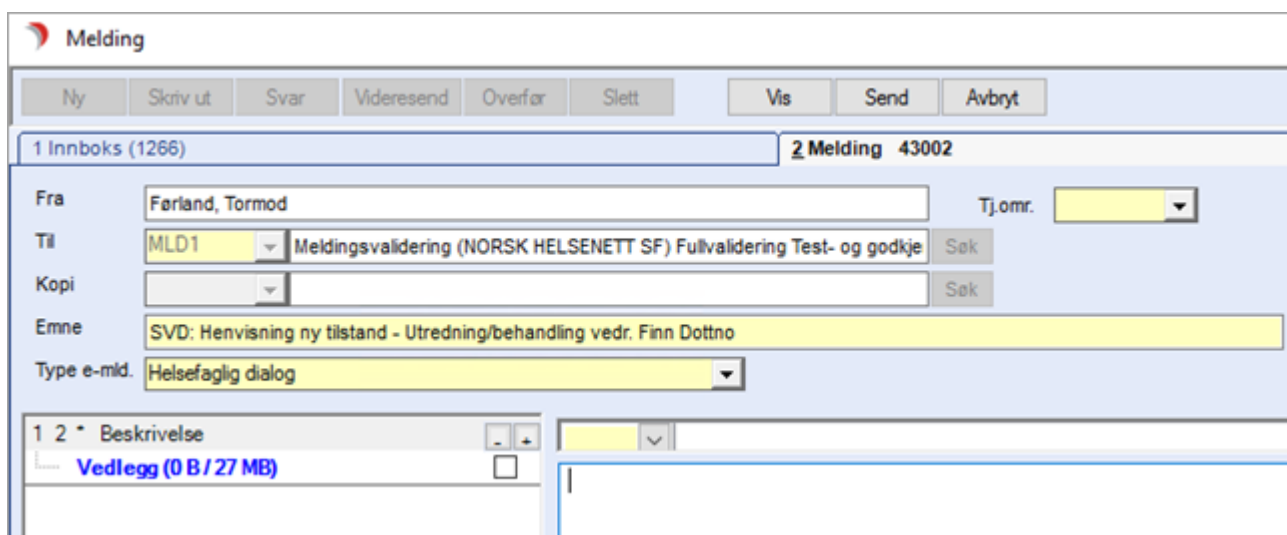 Melding
Ny Skriv ut Svar Videresend Overfør Slett Vis Send Avbryt
1 Innboks (1266) 2 Melding 43002
Fra Førland, Tormod Tj.omr.
Til MLD1 Meldingsvalidering (NORSK HELSENETT SF) Fullvalidering Test- og godkje Søk
Kopi Søk
Emne SVD: Henvisning ny tilstand - Utredning/behandling vedr. Finn Dottno
Type e-mld. Helsefaglig dialog
1 2 * Beskrivelse - +
Vedlegg (0 B / 27 MB)